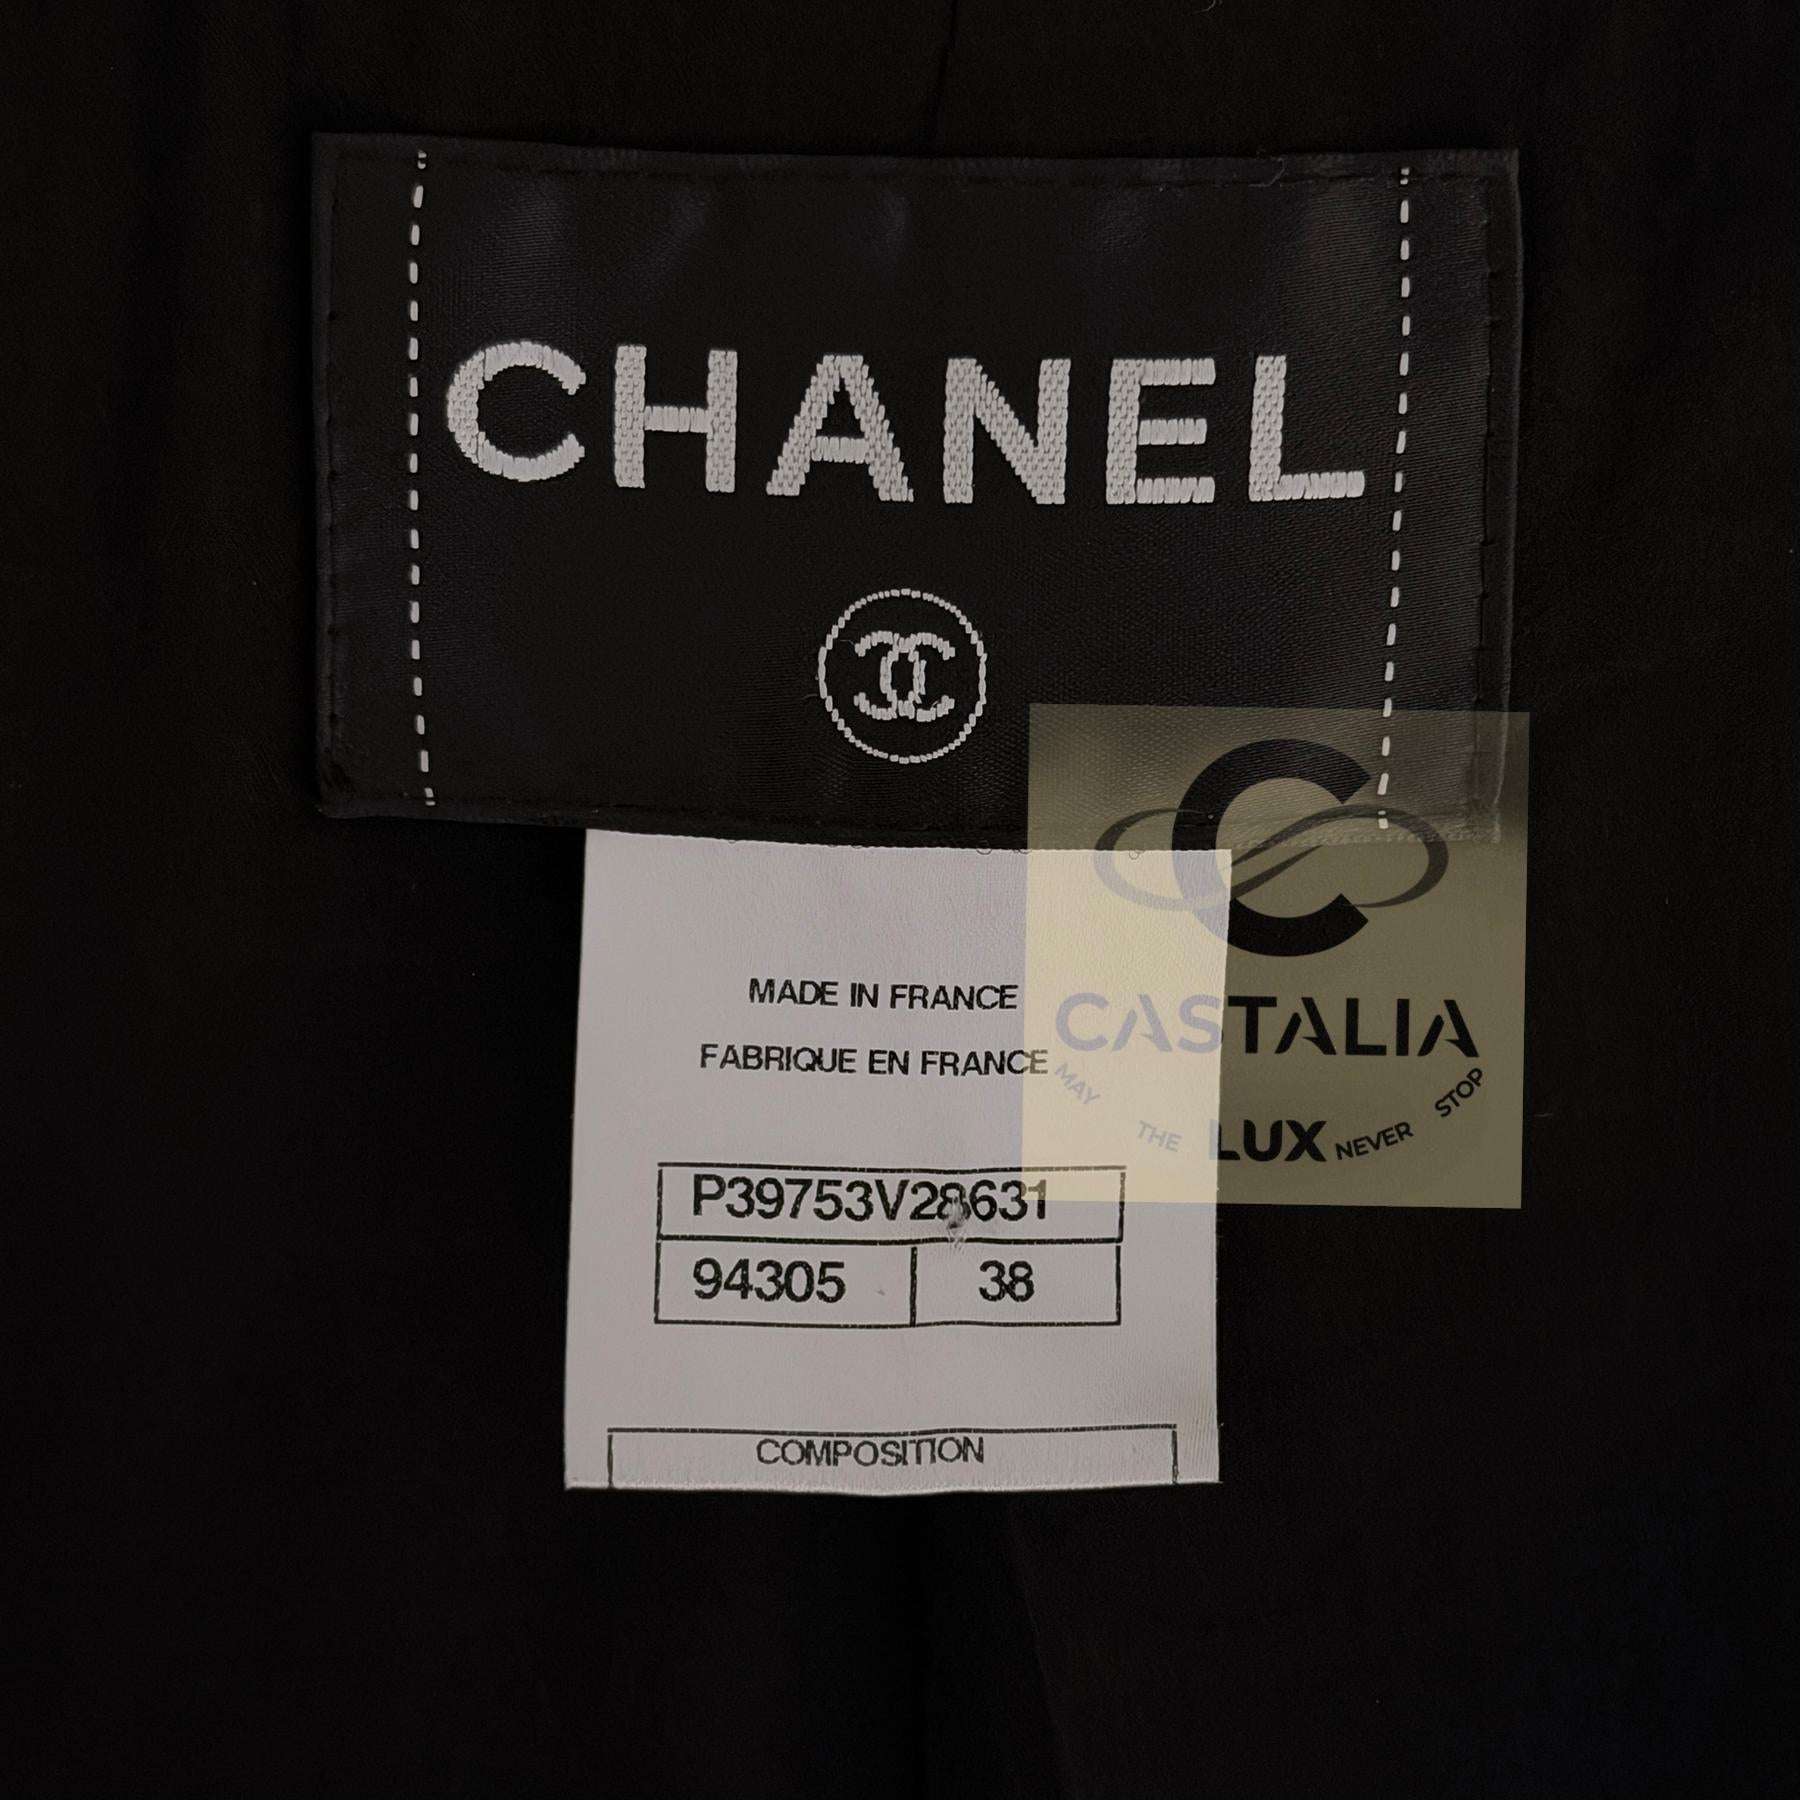 CHANEL
MADE IN FRANCE
FABRIQUE EN FRANCE
P39753V28631
94305 38
COMPOSITION
CASTALIA
MAY THE LUX NEVER STOP